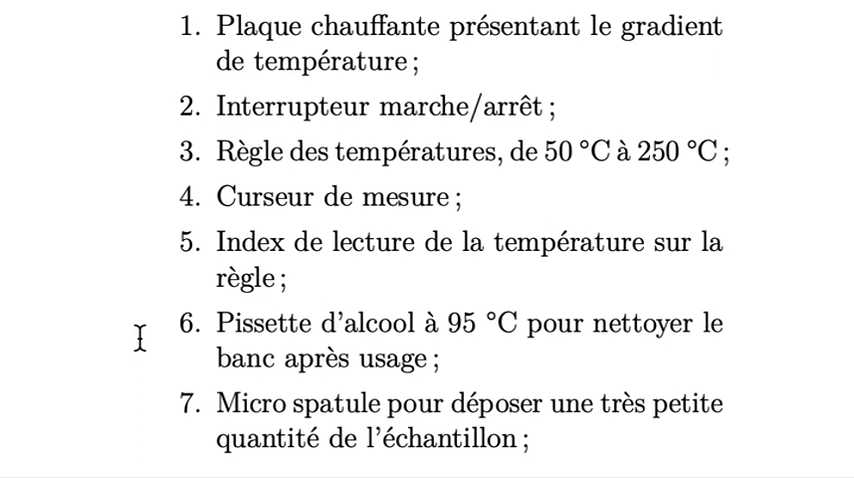 1. Plaque chauffante présentant le gradient
de température ;
2. Interrupteur marche/arrêt ;
3. Règle des températures, de 50 °C à 250 °C ;
4. Curseur de mesure ;
5. Index de lecture de la température sur la
règle ;
6. Pissette d'alcool à 95 °C pour nettoyer le
banc après usage ;
7. Micro spatule pour déposer une très petite
quantité de l'échantillon ;